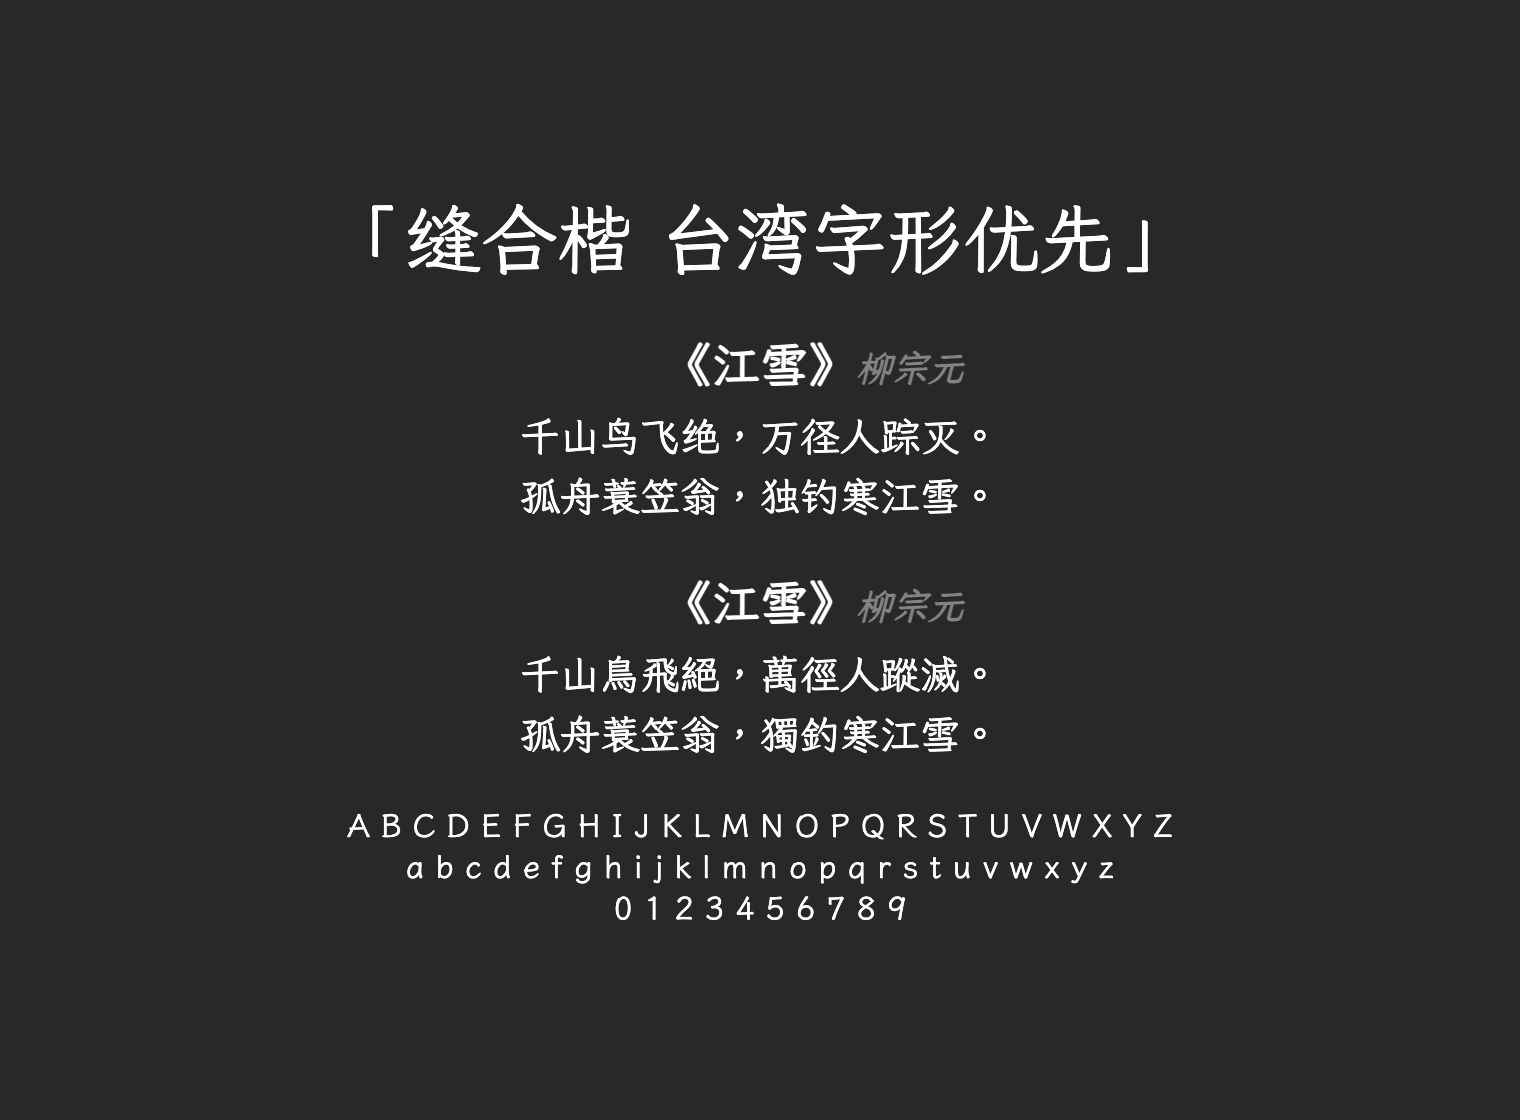 「缝合楷 台湾字形优先」
《江雪》 柳宗元
千山鸟飞绝，万径人踪灭。
孤舟蓑笠翁，独钓寒江雪。
《江雪》 柳宗元
千山鳥飛絕，萬徑人蹤滅。
孤舟蓑笠翁，獨釣寒江雪。
A B C D E F G H I J K L M N O P Q R S T U V W X Y Z
a b c d e f g h i j k l m n o p q r s t u v w x y z
0 1 2 3 4 5 6 7 8 9